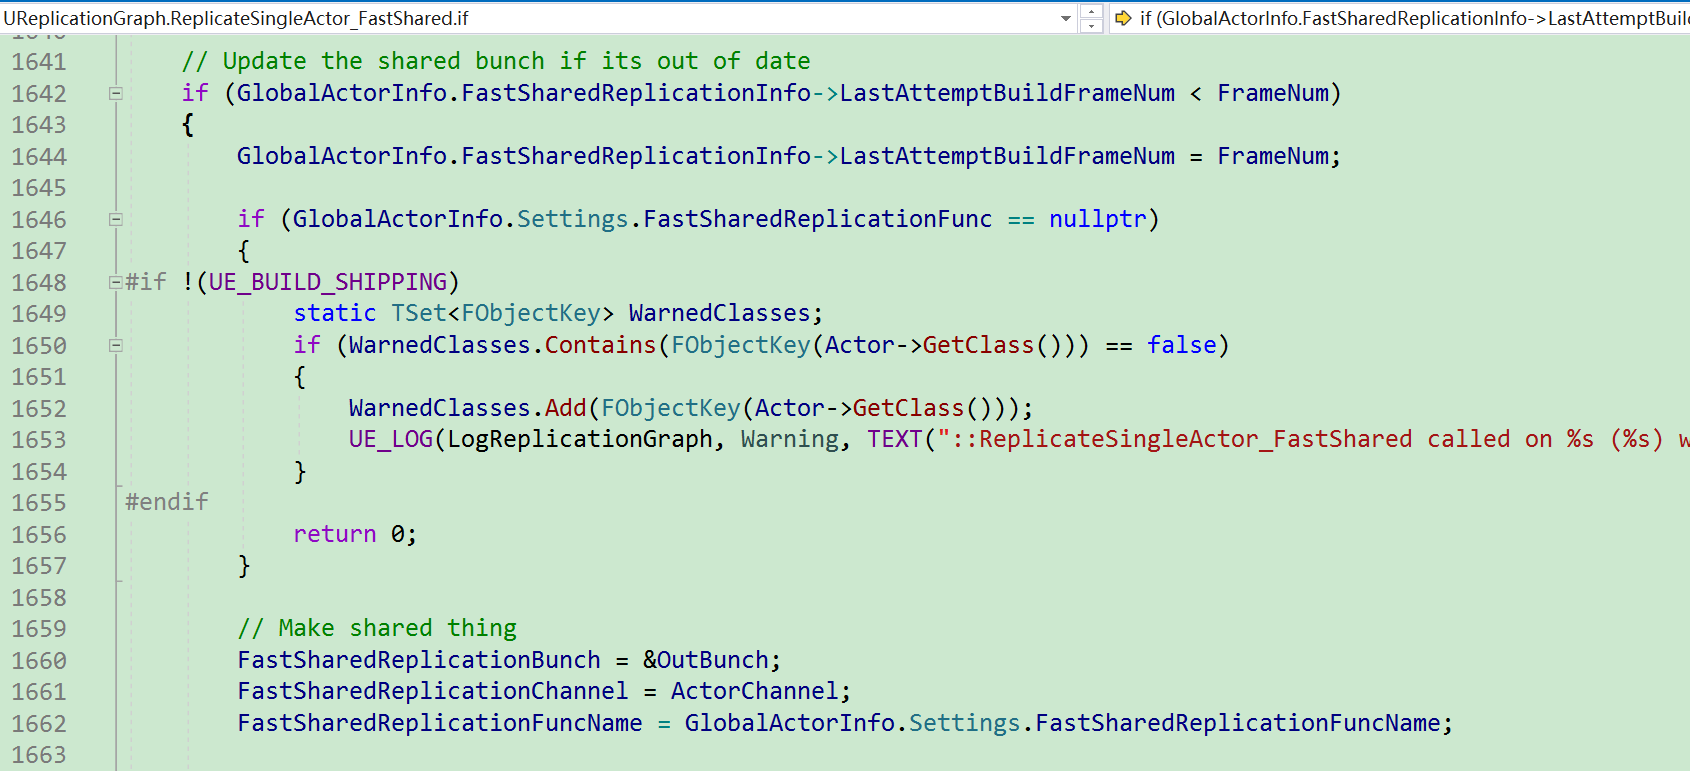 UReplicationGraph.ReplicateSingleActor_FastShared.if
if (GlobalActorInfo.FastSharedReplicationInfo->LastAttemptBuil
1641 // Update the shared bunch if its out of date
1642 if (GlobalActorInfo.FastSharedReplicationInfo->LastAttemptBuildFrameNum < FrameNum)
1643 {
1644 GlobalActorInfo.FastSharedReplicationInfo->LastAttemptBuildFrameNum = FrameNum;
1645
1646 if (GlobalActorInfo.Settings.FastSharedReplicationFunc == nullptr)
1647 {
1648 #if !(UE_BUILD_SHIPPING)
1649 static TSet<FObjectKey> WarnedClasses;
1650 if (WarnedClasses.Contains(FObjectKey(Actor->GetClass())) == false)
1651 {
1652 WarnedClasses.Add(FObjectKey(Actor->GetClass()));
1653 UE_LOG(LogReplicationGraph, Warning, TEXT("::ReplicateSingleActor_FastShared called on %s (%s) w
1654 }
1655 #endif
1656 return 0;
1657 }
1658
1659 // Make shared thing
1660 FastSharedReplicationBunch = &OutBunch;
1661 FastSharedReplicationChannel = ActorChannel;
1662 FastSharedReplicationFuncName = GlobalActorInfo.Settings.FastSharedReplicationFuncName;
1663